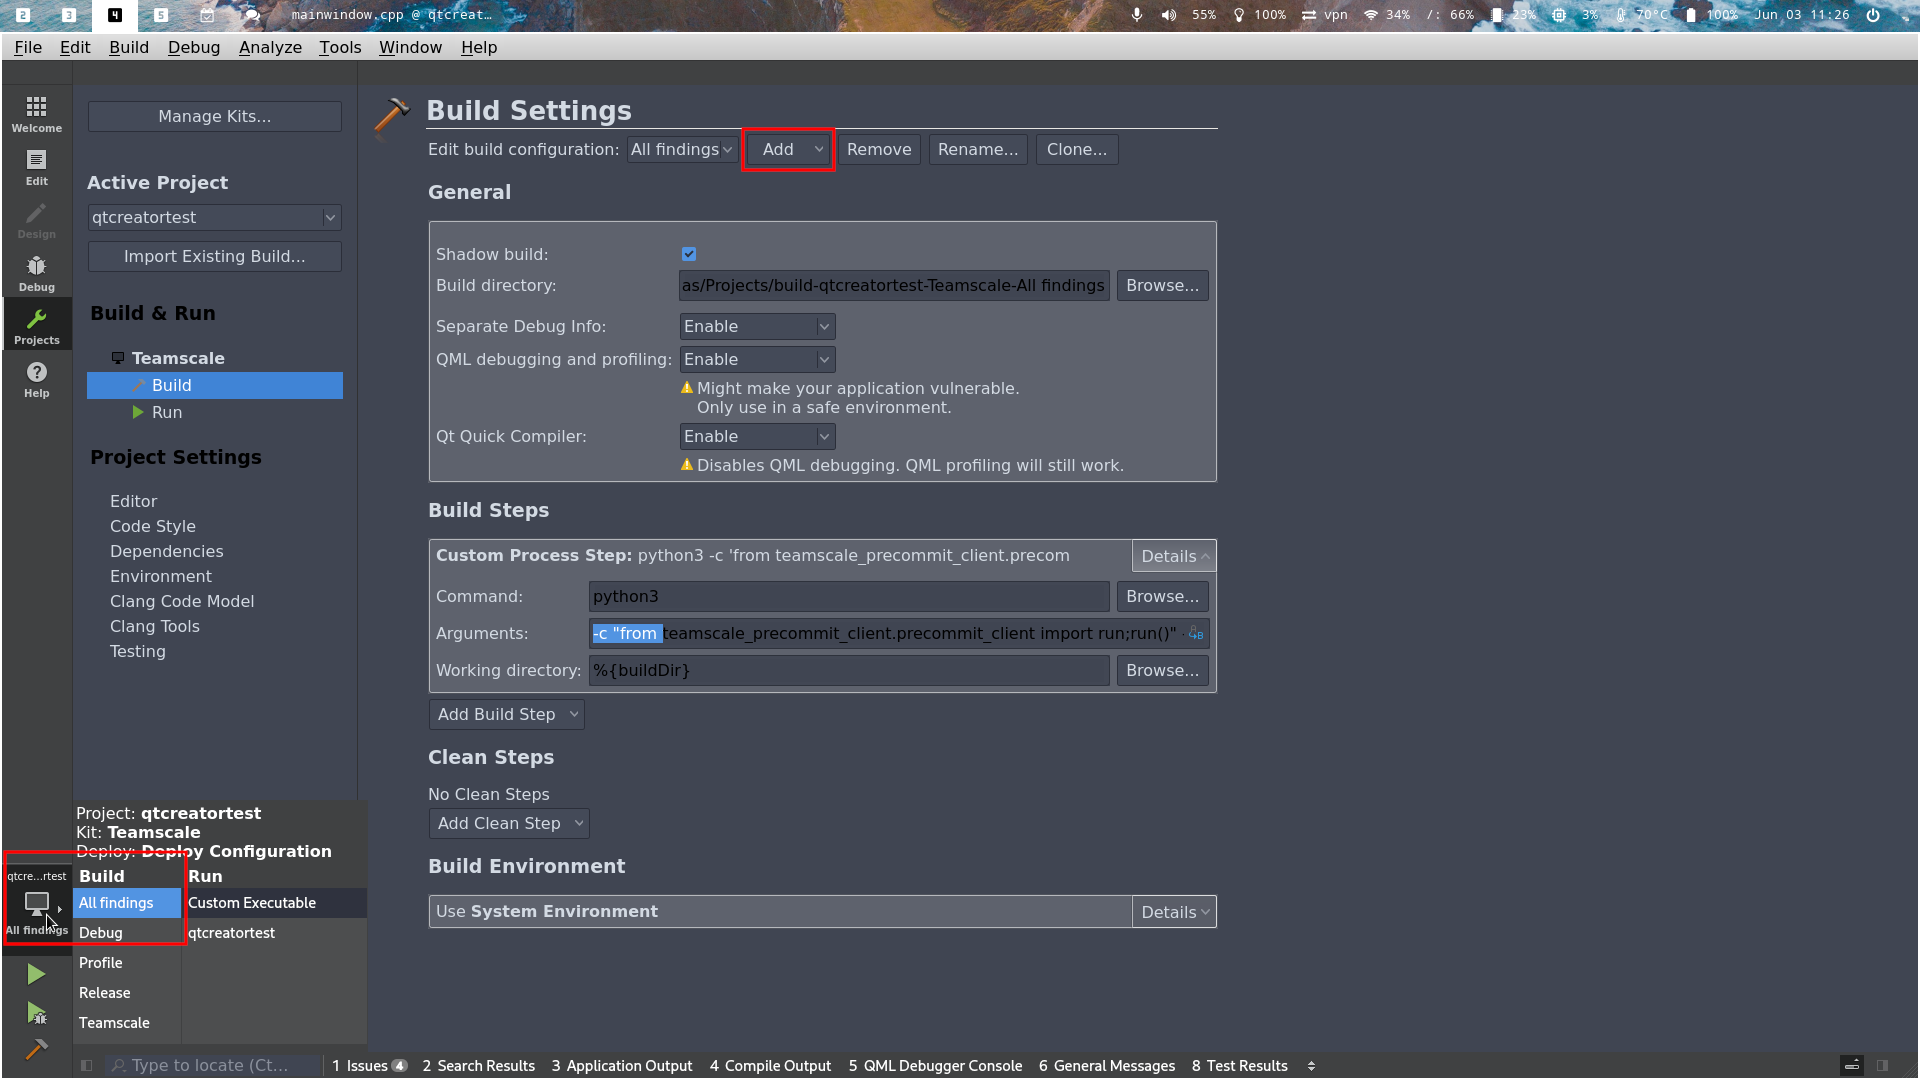 2 3 4 5 mainwindow.cpp @ qtcreat… 55% 100% vpn 34% /: 66% 23% 3% 70°C 100% Jun 03 11:26
File Edit Build Debug Analyze Tools Window Help
Welcome
Edit
Design
Debug
Projects
Help
Manage Kits...
Active Project
qtcreatortest
Import Existing Build...
Build & Run
Teamscale
Build
Run
Project Settings
Editor
Code Style
Dependencies
Environment
Clang Code Model
Clang Tools
Testing
Build Settings
Edit build configuration: All findings Add Remove Rename... Clone...
General
Shadow build:
Build directory: as/Projects/build-qtcreatortest-Teamscale-All findings Browse...
Separate Debug Info: Enable
QML debugging and profiling: Enable
Might make your application vulnerable.
Only use in a safe environment.
Qt Quick Compiler: Enable
Disables QML debugging. QML profiling will still work.
Build Steps
Custom Process Step: python3 -c 'from teamscale_precommit_client.precom Details
Command: python3 Browse...
Arguments: -c "from teamscale_precommit_client.precommit_client import run;run()"
Working directory: %{buildDir} Browse...
Add Build Step
Clean Steps
No Clean Steps
Add Clean Step
Build Environment
Use System Environment Details
Project: qtcreatortest
Kit: Teamscale
Deploy: Deploy Configuration
qtcre…rtest
All findings
Build Run
All findings Custom Executable
Debug qtcreatortest
Profile
Release
Teamscale
Type to locate (Ct... 1 Issues 4 2 Search Results 3 Application Output 4 Compile Output 5 QML Debugger Console 6 General Messages 8 Test Results